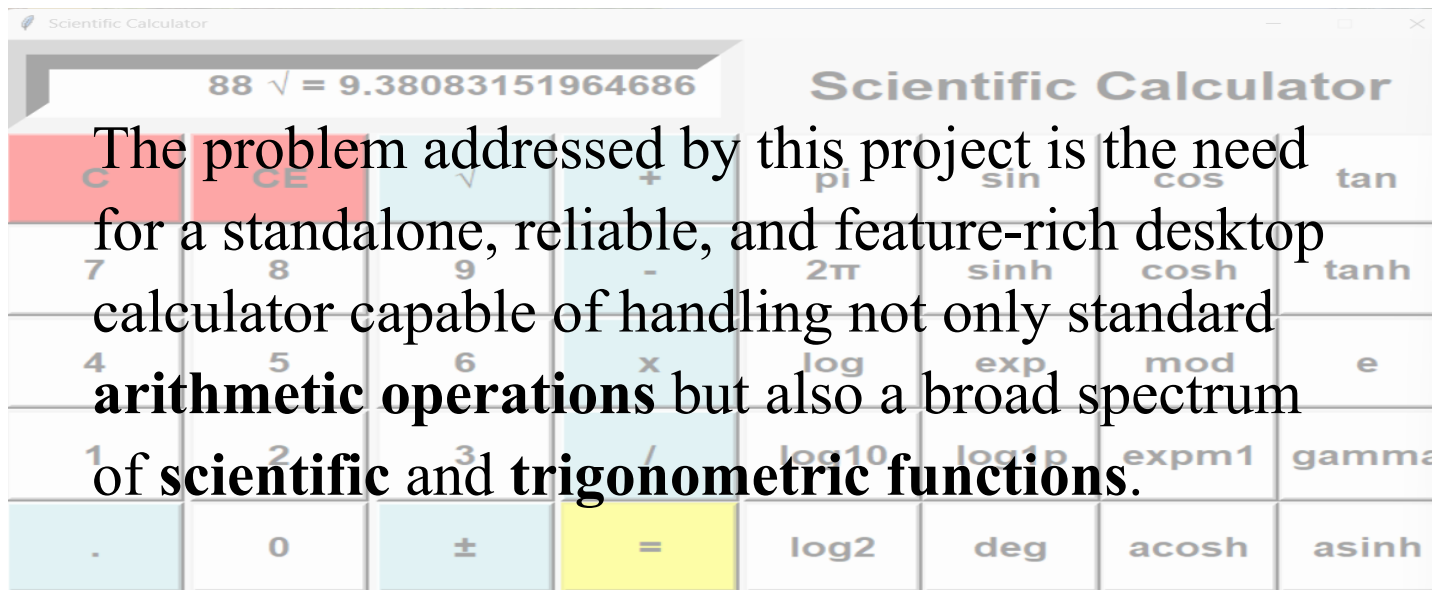 Scientific Calculator
88 √ = 9.38083151964686
Scientific Calculator
The problem addressed by this project is the need
for a standalone, reliable, and feature-rich desktop
calculator capable of handling not only standard
arithmetic operations but also a broad spectrum
of scientific and trigonometric functions.
C CE √ + pi sin cos tan
7 8 9 - 2π sinh cosh tanh
4 5 6 x log exp mod e
1 2 3 / log10 log1p expm1 gamma
. 0 ± = log2 deg acosh asinh